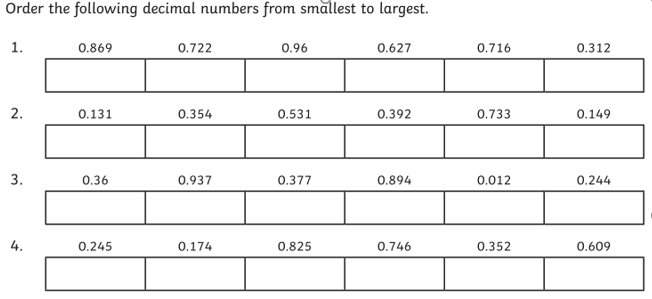 Order the following decimal numbers from smallest to largest.
1. 0.869 0.722 0.96 0.627 0.716 0.312
2. 0.131 0.354 0.531 0.392 0.733 0.149
3. 0.36 0.937 0.377 0.894 0.012 0.244
4. 0.245 0.174 0.825 0.746 0.352 0.609